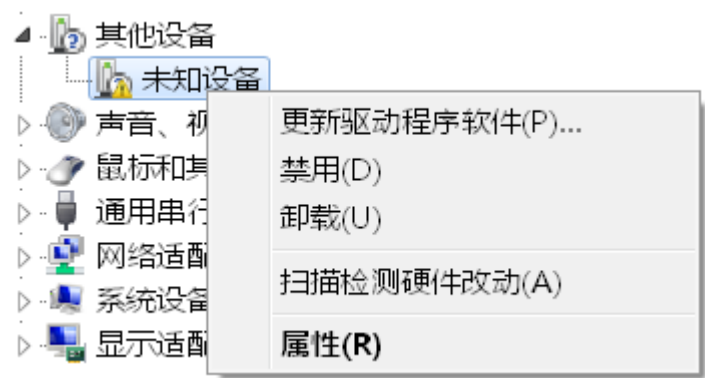 其他设备
未知设备
声音、视
更新驱动程序软件(P)...
鼠标和其
禁用(D)
通用串行
卸载(U)
网络适配
系统设备
扫描检测硬件改动(A)
显示适配
属性(R)